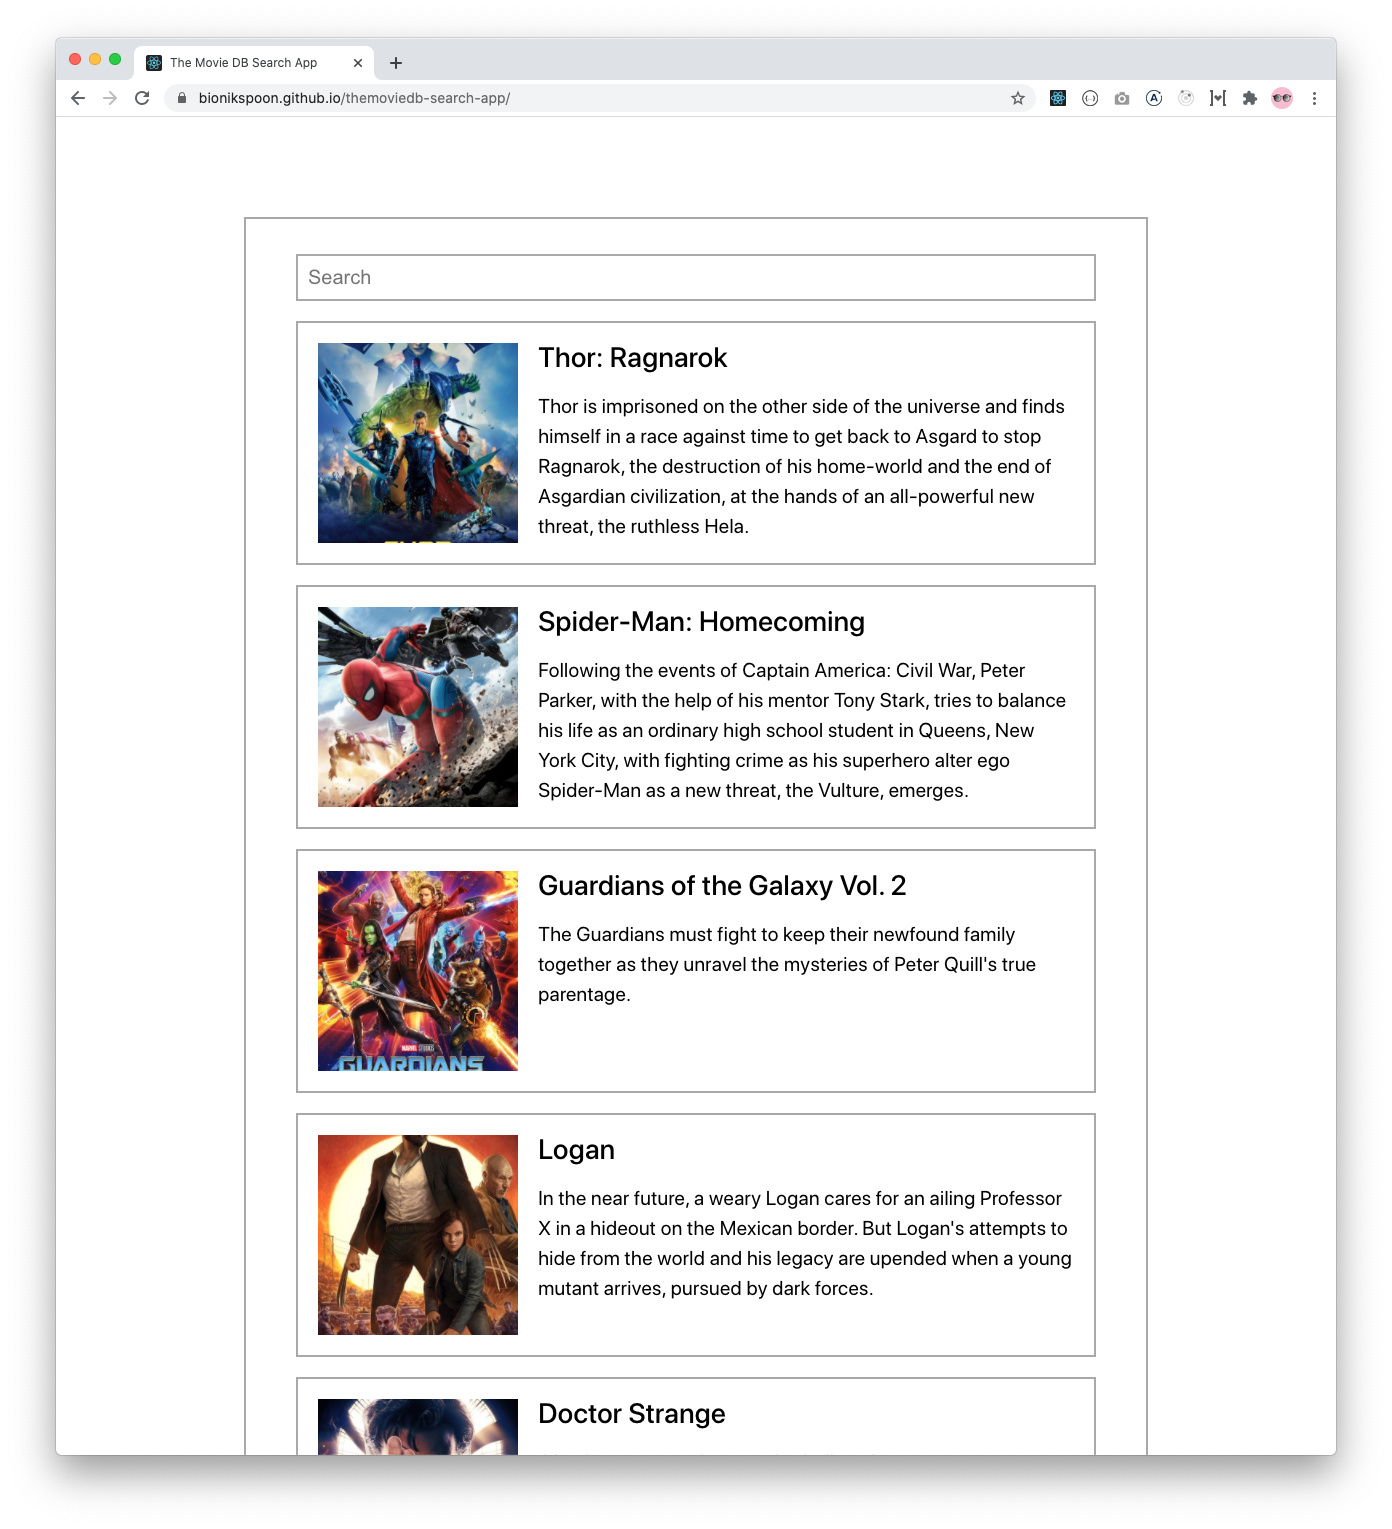 The Movie DB Search App
bionikspoon.github.io/themoviedb-search-app/
Search
Thor: Ragnarok
Thor is imprisoned on the other side of the universe and finds
himself in a race against time to get back to Asgard to stop
Ragnarok, the destruction of his home-world and the end of
Asgardian civilization, at the hands of an all-powerful new
threat, the ruthless Hela.
Spider-Man: Homecoming
Following the events of Captain America: Civil War, Peter
Parker, with the help of his mentor Tony Stark, tries to balance
his life as an ordinary high school student in Queens, New
York City, with fighting crime as his superhero alter ego
Spider-Man as a new threat, the Vulture, emerges.
Guardians of the Galaxy Vol. 2
The Guardians must fight to keep their newfound family
together as they unravel the mysteries of Peter Quill's true
parentage.
MARVEL STUDIOS
GUARDIANS
Logan
In the near future, a weary Logan cares for an ailing Professor
X in a hideout on the Mexican border. But Logan's attempts to
hide from the world and his legacy are upended when a young
mutant arrives, pursued by dark forces.
Doctor Strange